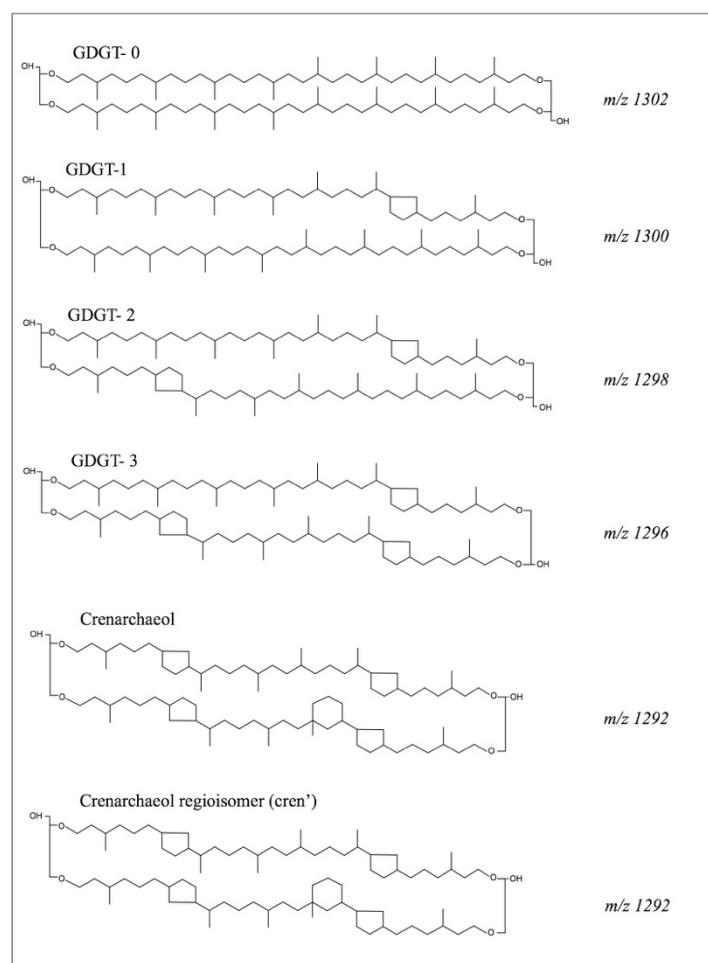 GDGT- 0
OH
O
O
m/z 1302
O
O
OH
GDGT-1
OH
O
O
m/z 1300
O
O
OH
GDGT- 2
OH
O
O
m/z 1298
O
O
OH
GDGT- 3
OH
O
O
m/z 1296
O
O
OH
Crenarchaeol
OH
O
O
OH
m/z 1292
O
O
Crenarchaeol regioisomer (cren’)
OH
O
O
OH
m/z 1292
O
O